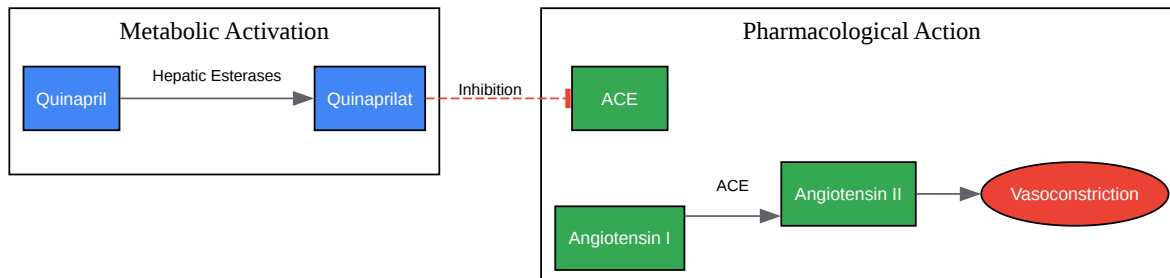 Metabolic Activation
Quinapril
Hepatic Esterases
Quinaprilat
Inhibition
Pharmacological Action
ACE
Angiotensin I
ACE
Angiotensin II
Vasoconstriction